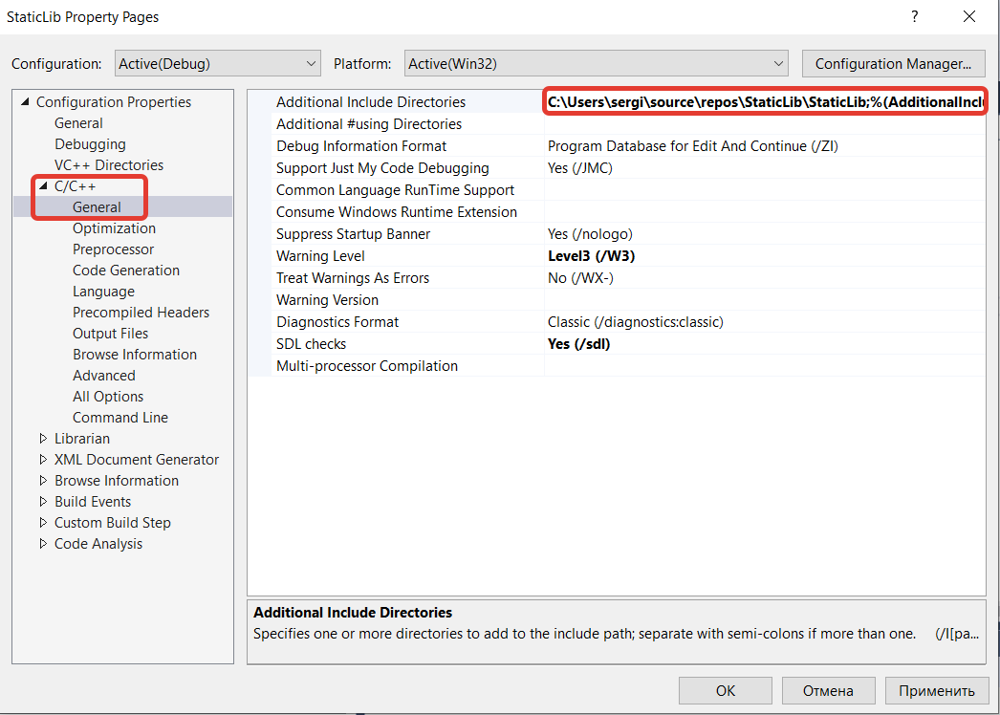 StaticLib Property Pages
?
Configuration: Active(Debug) Platform: Active(Win32) Configuration Manager...
Configuration Properties
General
Debugging
VC++ Directories
C/C++
General
Optimization
Preprocessor
Code Generation
Language
Precompiled Headers
Output Files
Browse Information
Advanced
All Options
Command Line
Librarian
XML Document Generator
Browse Information
Build Events
Custom Build Step
Code Analysis
Additional Include Directories C:\Users\sergi\source\repos\StaticLib\StaticLib;%(AdditionalInclu
Additional #using Directories
Debug Information Format Program Database for Edit And Continue (/ZI)
Support Just My Code Debugging Yes (/JMC)
Common Language RunTime Support
Consume Windows Runtime Extension
Suppress Startup Banner Yes (/nologo)
Warning Level Level3 (/W3)
Treat Warnings As Errors No (/WX-)
Warning Version
Diagnostics Format Classic (/diagnostics:classic)
SDL checks Yes (/sdl)
Multi-processor Compilation
Additional Include Directories
Specifies one or more directories to add to the include path; separate with semi-colons if more than one. (/I[pa...
OK Отмена Применить